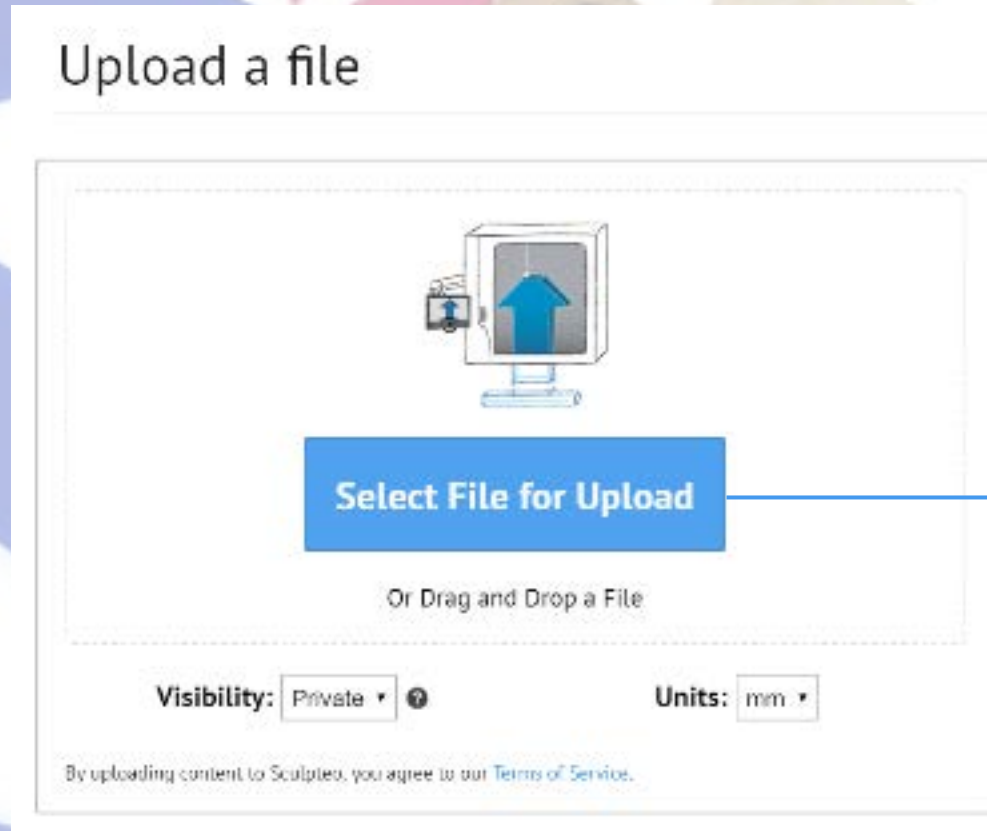 Upload a file
Select File for Upload
Or Drag and Drop a File
Visibility: Private Units: mm
By uploading content to Sculpteo, you agree to our Terms of Service.